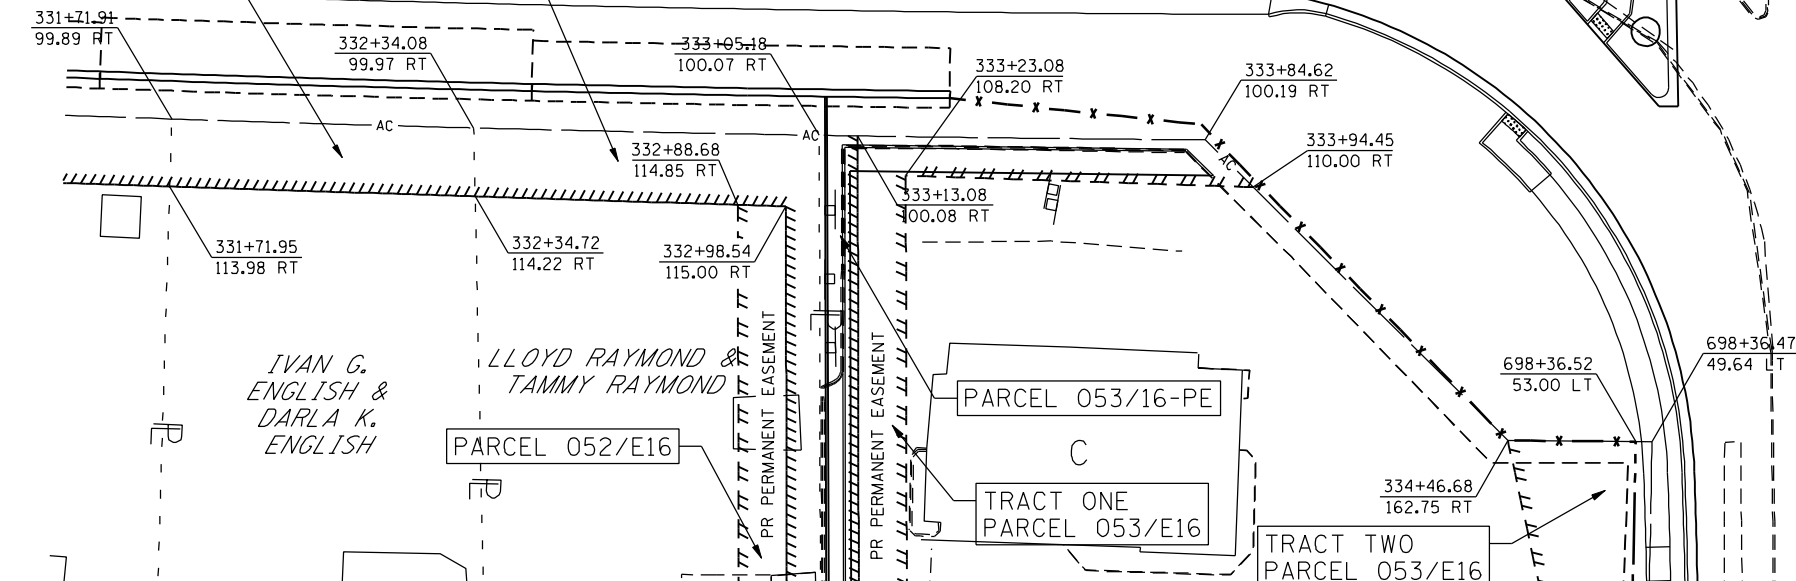 331+71.91
99.89 RT
332+34.08
99.97 RT
333+05.18
100.07 RT
333+23.08
108.20 RT
333+84.62
100.19 RT
AC
AC
AC
332+88.68
114.85 RT
333+94.45
110.00 RT
333+13.08
100.08 RT
331+71.95
113.98 RT
332+34.72
114.22 RT
332+98.54
115.00 RT
IVAN G.
ENGLISH &
DARLA K.
ENGLISH
LLOYD RAYMOND &
TAMMY RAYMOND
PR PERMANENT EASEMENT
PR PERMANENT EASEMENT
PARCEL 053/16-PE
C
PARCEL 052/E16
TRACT ONE
PARCEL 053/E16
698+36.52
53.00 LT
698+36.47
49.64 LT
334+46.68
162.75 RT
TRACT TWO
PARCEL 053/E16